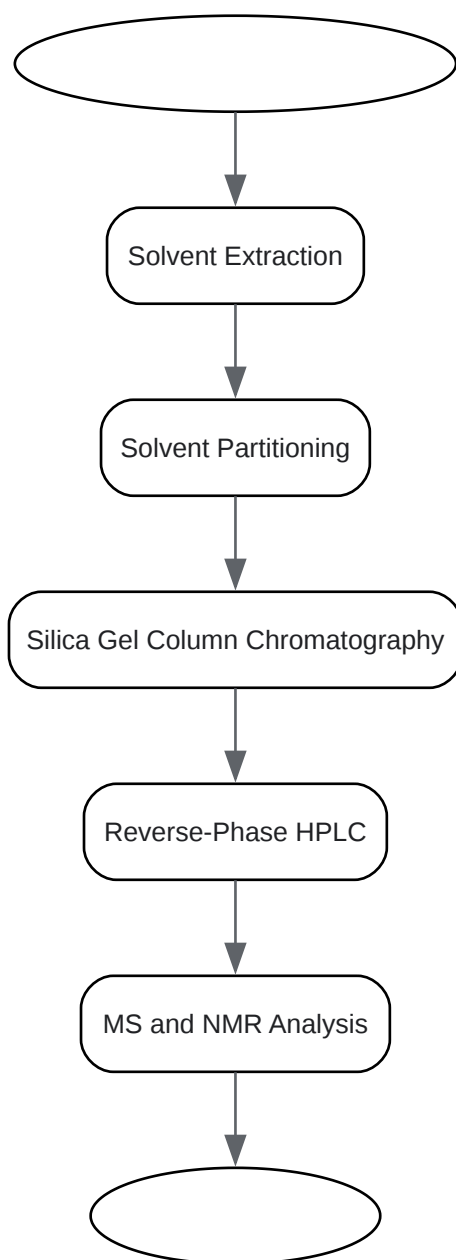 Solvent Extraction
Solvent Partitioning
Silica Gel Column Chromatography
Reverse-Phase HPLC
MS and NMR Analysis